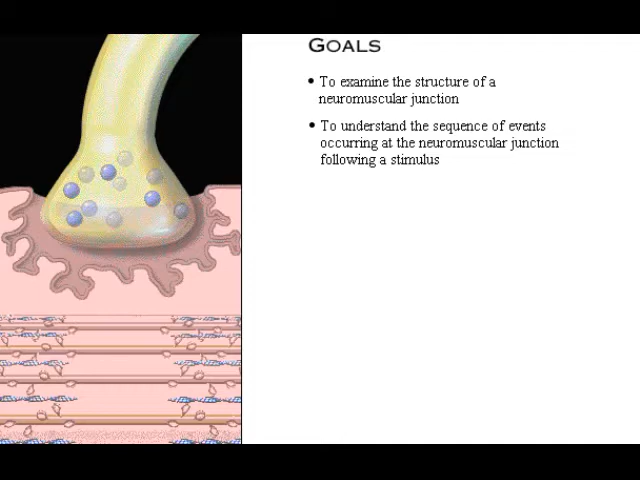 GOALS
• To examine the structure of a
neuromuscular junction
• To understand the sequence of events
occurring at the neuromuscular junction
following a stimulus